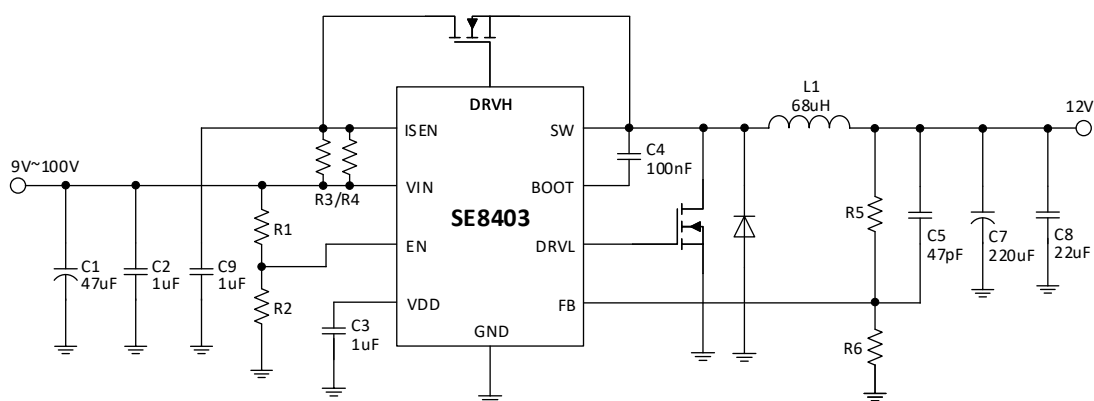 DRVH
L1
68uH
12V
ISEN
SW
C4
100nF
9V~100V
VIN
BOOT
R3/R4
SE8403
R1
R5
EN
DRVL
C5
47pF
C7
220uF
C8
22uF
C1
47uF
C2
1uF
C9
1uF
R2
VDD
FB
C3
1uF
GND
R6